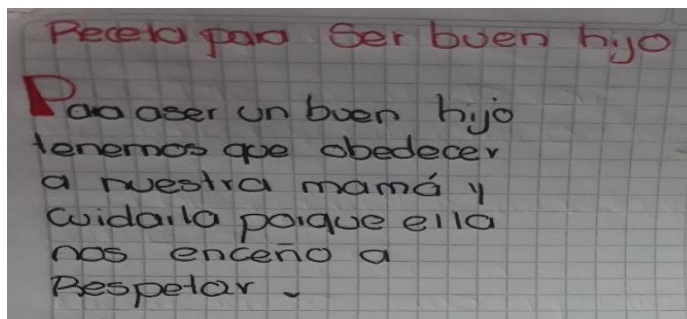 Receta para Ser buen hijo
Para aser un buen hijo
tenemos que obedecer
a nuestra mamá y
cuidarla porque ella
nos enceño a
Respetar.